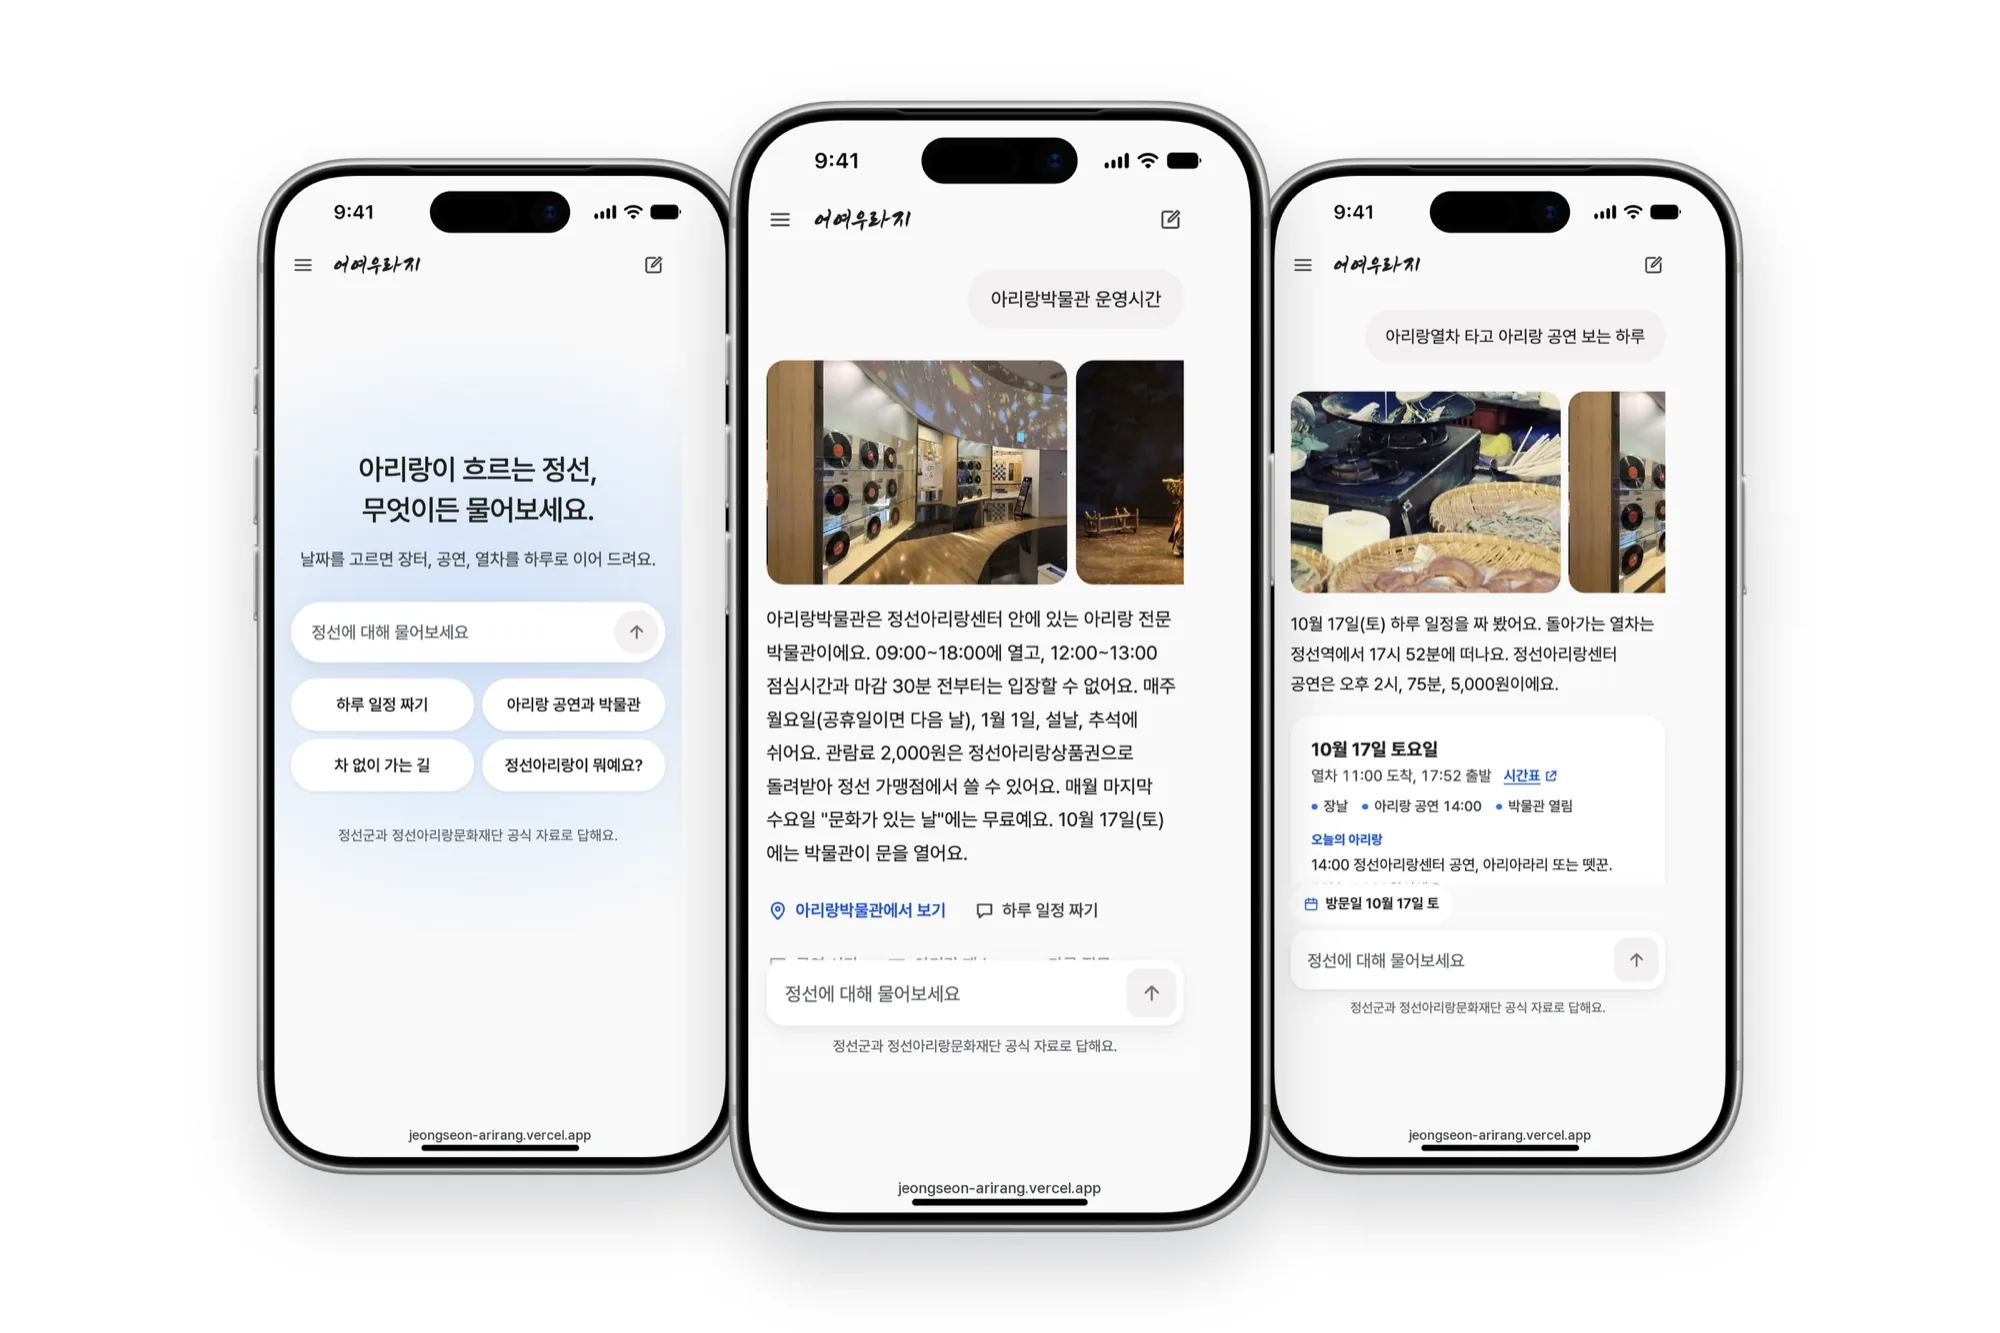 9:41
어여우라지
아리랑이 흐르는 정선,
무엇이든 물어보세요.
날짜를 고르면 장터, 공연, 열차를 하루로 이어 드려요.
정선에 대해 물어보세요
하루 일정 짜기
아리랑 공연과 박물관
차 없이 가는 길
정선아리랑이 뭐예요?
정선군과 정선아리랑문화재단 공식 자료로 답해요.
jeongseon-arirang.vercel.app
9:41
어여우라지
아리랑박물관 운영시간
아리랑박물관은 정선아리랑센터 안에 있는 아리랑 전문
박물관이에요. 09:00~18:00에 열고, 12:00~13:00
점심시간과 마감 30분 전부터는 입장할 수 없어요. 매주
월요일(공휴일이면 다음 날), 1월 1일, 설날, 추석에
쉬어요. 관람료 2,000원은 정선아리랑상품권으로
돌려받아 정선 가맹점에서 쓸 수 있어요. 매월 마지막
수요일 "문화가 있는 날"에는 무료예요. 10월 17일(토)
에는 박물관이 문을 열어요.
아리랑박물관에서 보기
하루 일정 짜기
정선에 대해 물어보세요
정선군과 정선아리랑문화재단 공식 자료로 답해요.
jeongseon-arirang.vercel.app
9:41
어여우라지
아리랑열차 타고 아리랑 공연 보는 하루
10월 17일(토) 하루 일정을 짜 봤어요. 돌아가는 열차는
정선역에서 17시 52분에 떠나요. 정선아리랑센터
공연은 오후 2시, 75분, 5,000원이에요.
10월 17일 토요일
열차 11:00 도착, 17:52 출발 시간표
장날 아리랑 공연 14:00 박물관 열림
오늘의 아리랑
14:00 정선아리랑센터 공연, 아리아라리 또는 뗏꾼.
방문일 10월 17일 토
정선에 대해 물어보세요
정선군과 정선아리랑문화재단 공식 자료로 답해요.
jeongseon-arirang.vercel.app